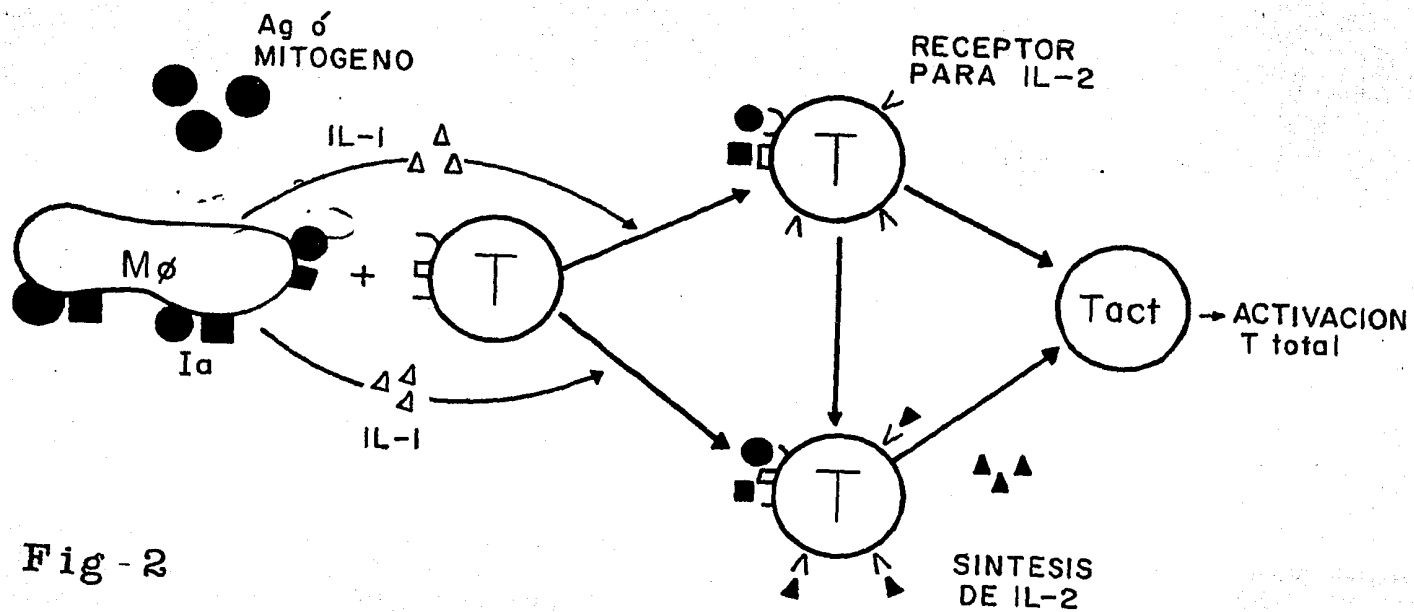 Ag ó
MITOGENO
IL-1
RECEPTOR
PARA IL-2
Mø
+
T
T
Tact
→ ACTIVACION
T total
Ia
IL-1
T
SINTESIS
DE IL-2
Fig-2